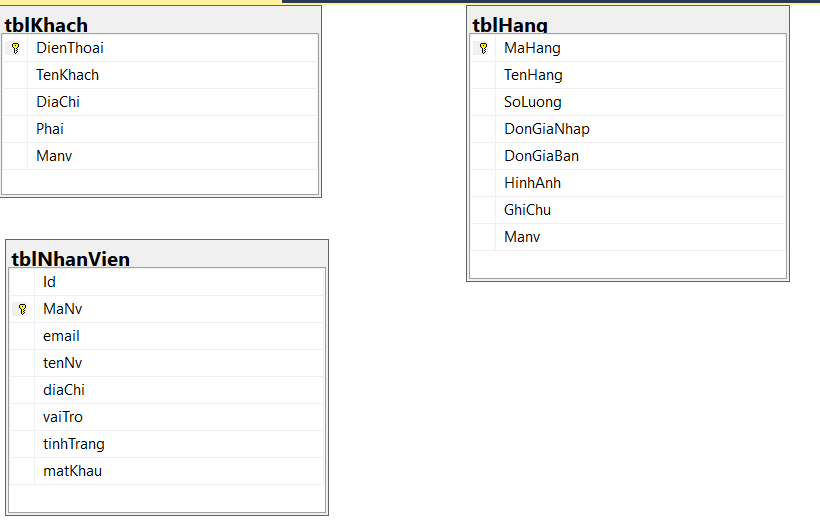 tblKhach
DienThoai
TenKhach
DiaChi
Phai
Manv
tblHang
MaHang
TenHang
SoLuong
DonGiaNhap
DonGiaBan
HinhAnh
GhiChu
Manv
tblNhanVien
Id
MaNv
email
tenNv
diaChi
vaiTro
tinhTrang
matKhau